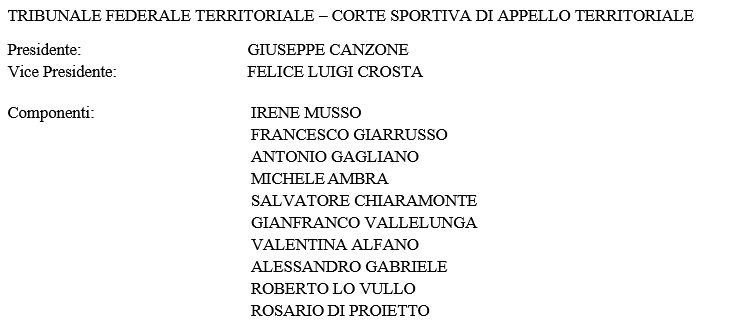 TRIBUNALE FEDERALE TERRITORIALE – CORTE SPORTIVA DI APPELLO TERRITORIALE
Presidente: GIUSEPPE CANZONE
Vice Presidente: FELICE LUIGI CROSTA
Componenti: IRENE MUSSO
FRANCESCO GIARRUSSO
ANTONIO GAGLIANO
MICHELE AMBRA
SALVATORE CHIARAMONTE
GIANFRANCO VALLELUNGA
VALENTINA ALFANO
ALESSANDRO GABRIELE
ROBERTO LO VULLO
ROSARIO DI PROIETTO